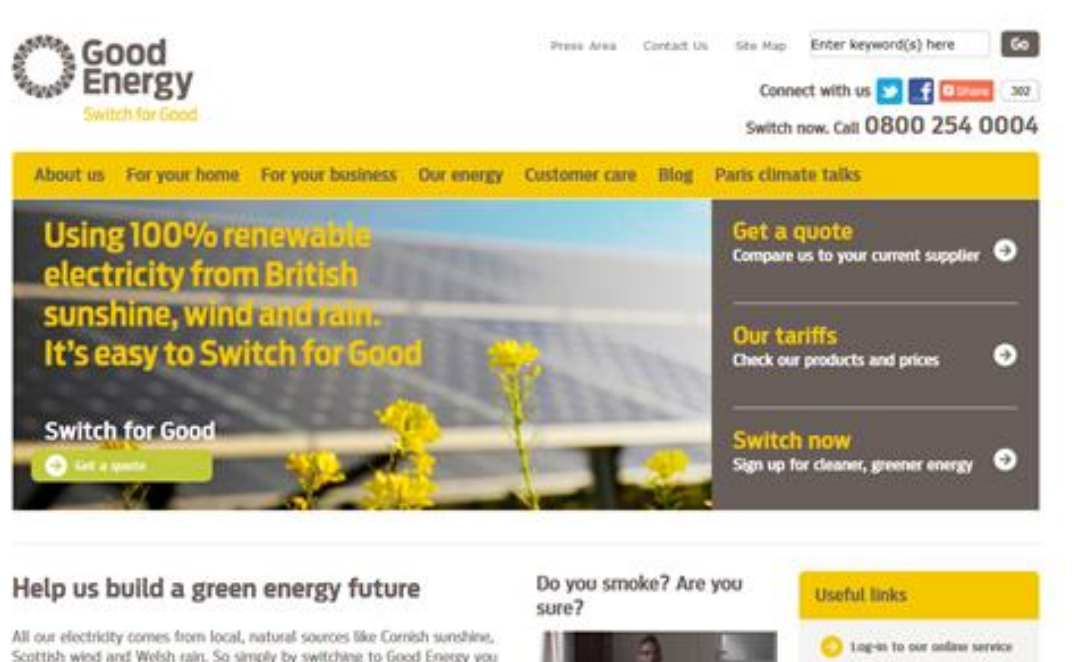 Good
Energy
Switch for Good
Press Area Contact Us Site Map Enter keyword(s) here Go
Connect with us Share 302
Switch now. Call 0800 254 0004
About us For your home For your business Our energy Customer care Blog Paris climate talks
Using 100% renewable
electricity from British
sunshine, wind and rain.
It's easy to Switch for Good
Switch for Good
Get a quote
Get a quote
Compare us to your current supplier
Our tariffs
Check our products and prices
Switch now
Sign up for cleaner, greener energy
Help us build a green energy future
All our electricity comes from local, natural sources like Cornish sunshine,
Scottish wind and Welsh rain. So simply by switching to Good Energy you
Do you smoke? Are you
sure?
Useful links
Log-in to our online service